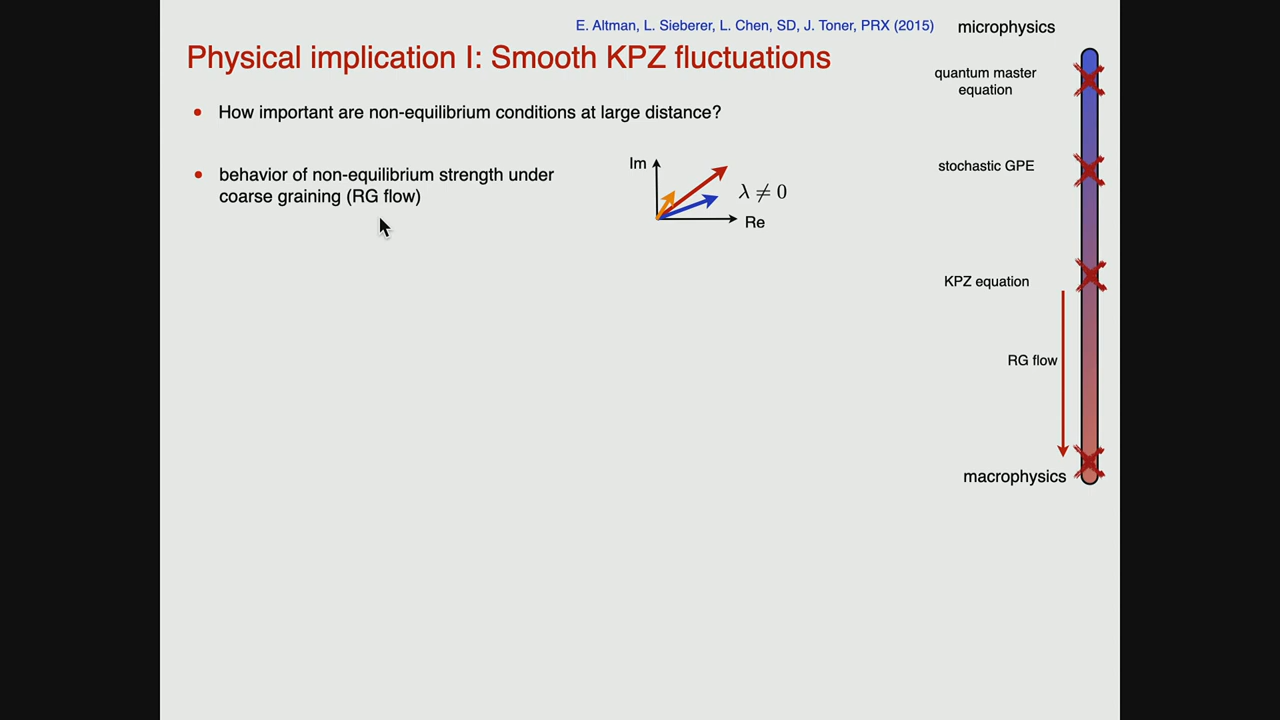 E. Altman, L. Sieberer, L. Chen, SD, J. Toner, PRX (2015)
microphysics
Physical implication I: Smooth KPZ fluctuations
quantum master
equation
• How important are non-equilibrium conditions at large distance?
• behavior of non-equilibrium strength under
coarse graining (RG flow)
Im
λ ≠ 0
Re
stochastic GPE
KPZ equation
RG flow
macrophysics